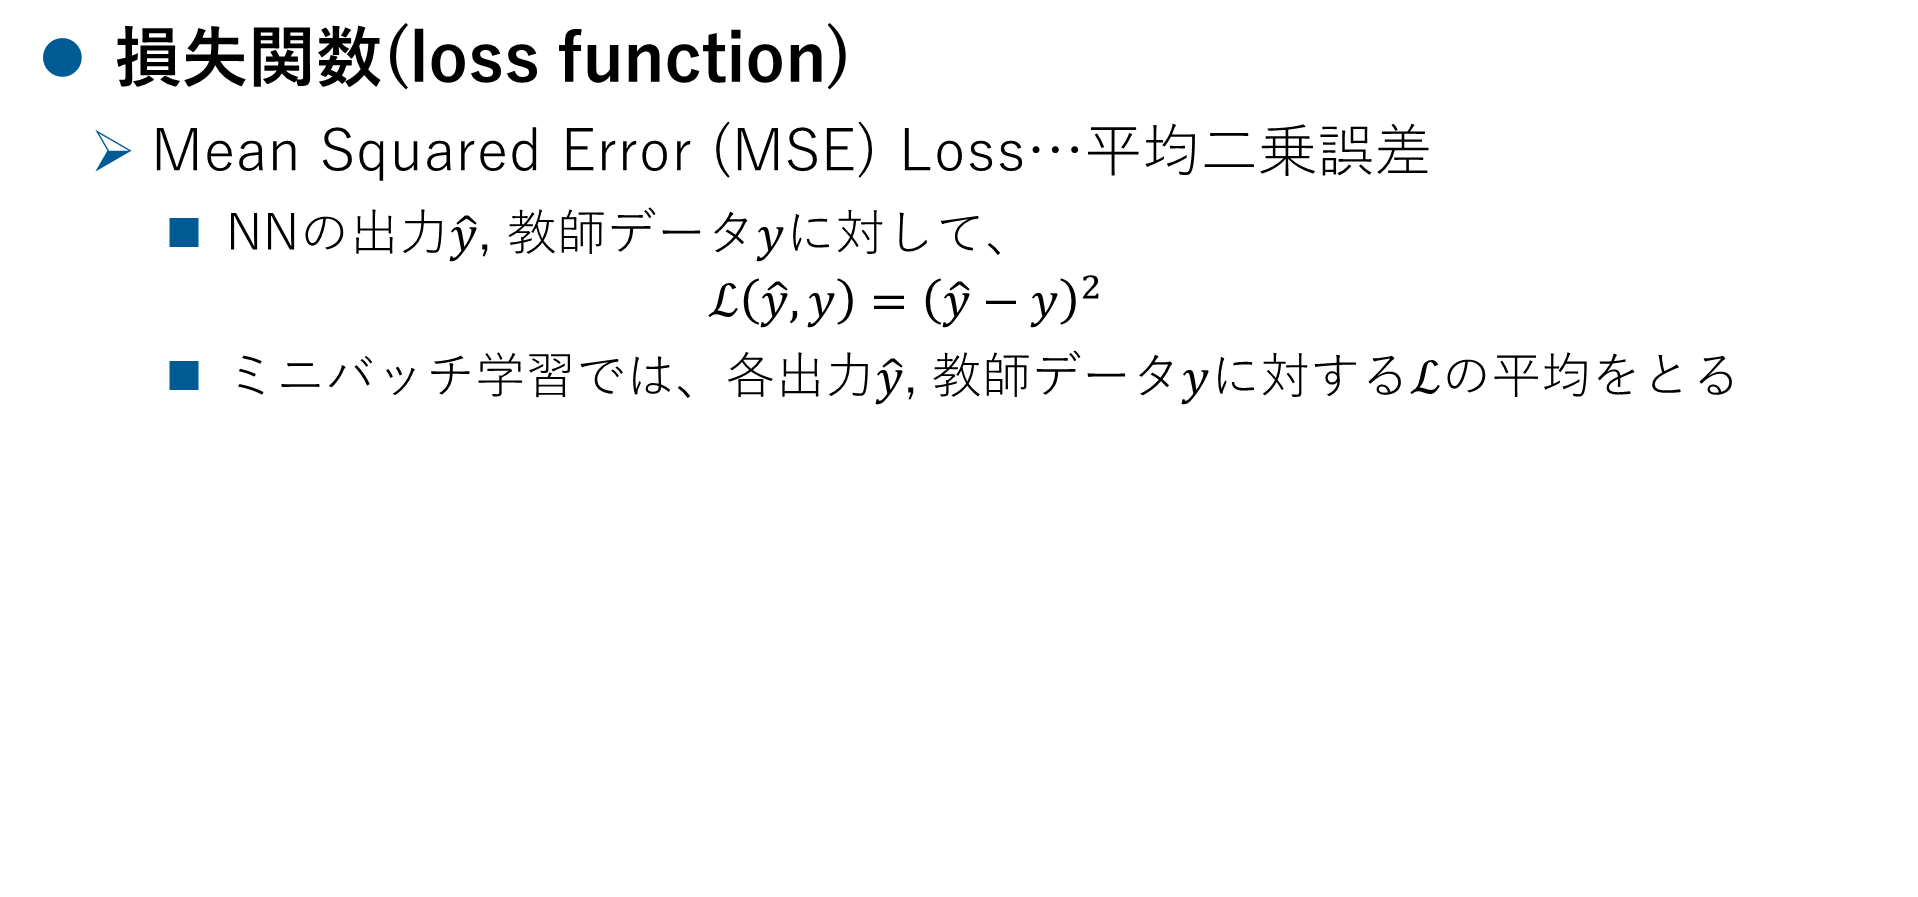 ● 損失関数(loss function)
➢ Mean Squared Error (MSE) Loss…平均二乗誤差
■ NNの出力ŷ, 教師データyに対して、
ℒ(ŷ, y) = (ŷ − y)²
■ ミニバッチ学習では、各出力ŷ, 教師データyに対するℒの平均をとる